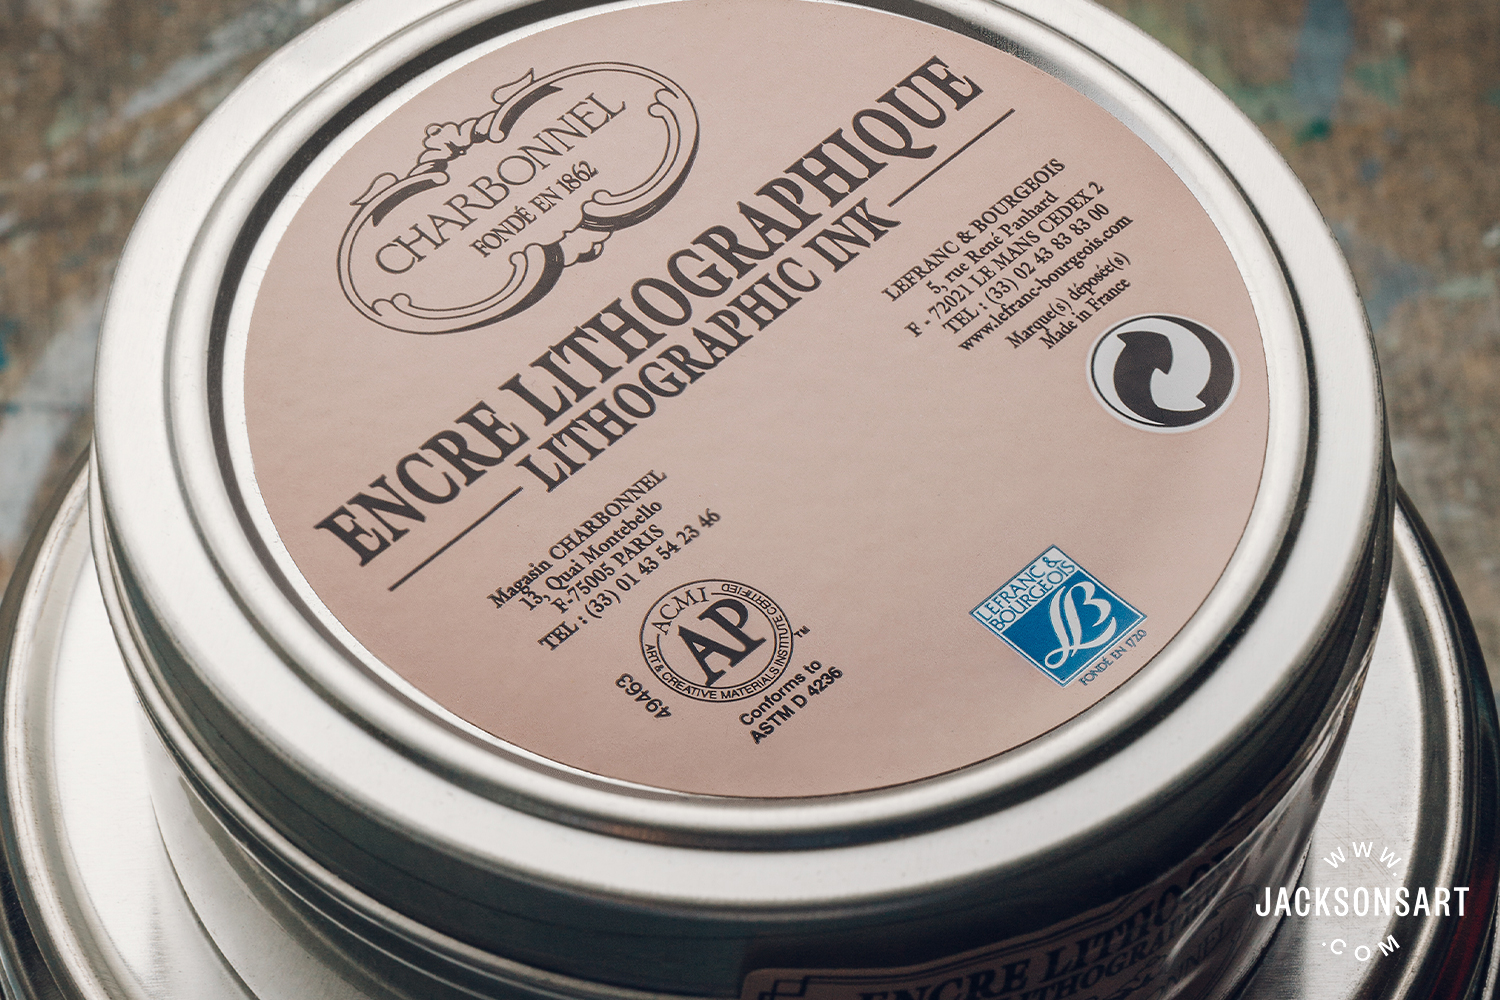 CHARBONNEL
FONDÉ EN 1862
ENCRE LITHOGRAPHIQUE
LITHOGRAPHIC INK
LEFRANC & BOURGEOIS
5, rue René Panhard
F - 72021 LE MANS CEDEX 2
TEL : (33) 02 43 83 83 00
www.lefranc-bourgeois.com
Marque(s) déposée(s)
Made in France
Magasin CHARBONNEL
13, Quai Montebello
F-75005 PARIS
TEL : (33) 01 43 54 23 46
ACMI
AP
ART & CREATIVE MATERIALS INSTITUTE CERTIFIED
TM
49463
Conforms to
ASTM D 4236
LEFRANC &
BOURGEOIS
LB
FONDÉ EN 1720
ENCRE
WWW.
JACKSONSART
.COM